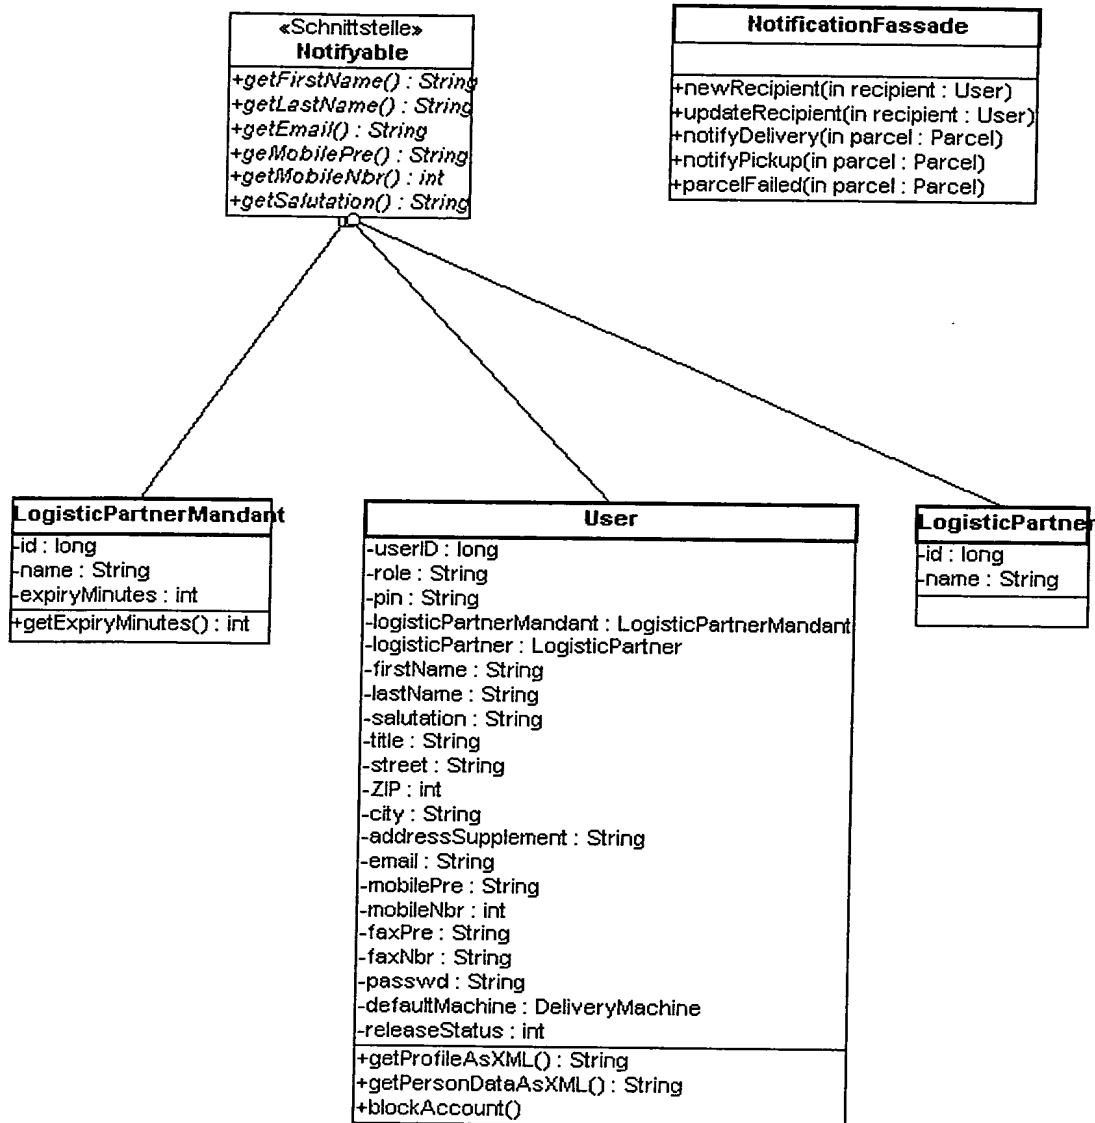 «Schnittstelle»
Notifyable
+getFirstName() : String
+getLastName() : String
+getEmail() : String
+geMobilePre() : String
+getMobileNbr() : int
+getSalutation() : String
NotificationFassade
+newRecipient(in recipient : User)
+updateRecipient(in recipient : User)
+notifyDelivery(in parcel : Parcel)
+notifyPickup(in parcel : Parcel)
+parcelFailed(in parcel : Parcel)
LogisticPartnerMandant
-id : long
-name : String
-expiryMinutes : int
+getExpiryMinutes() : int
User
-userID : long
-role : String
-pin : String
-logisticPartnerMandant : LogisticPartnerMandant
-logisticPartner : LogisticPartner
-firstName : String
-lastName : String
-salutation : String
-title : String
-street : String
-ZIP : int
-city : String
-addressSupplement : String
-email : String
-mobilePre : String
-mobileNbr : int
-faxPre : String
-faxNbr : String
-passwd : String
-defaultMachine : DeliveryMachine
-releaseStatus : int
+getProfileAsXML() : String
+getPersonDataAsXML() : String
+blockAccount()
LogisticPartner
-id : long
-name : String